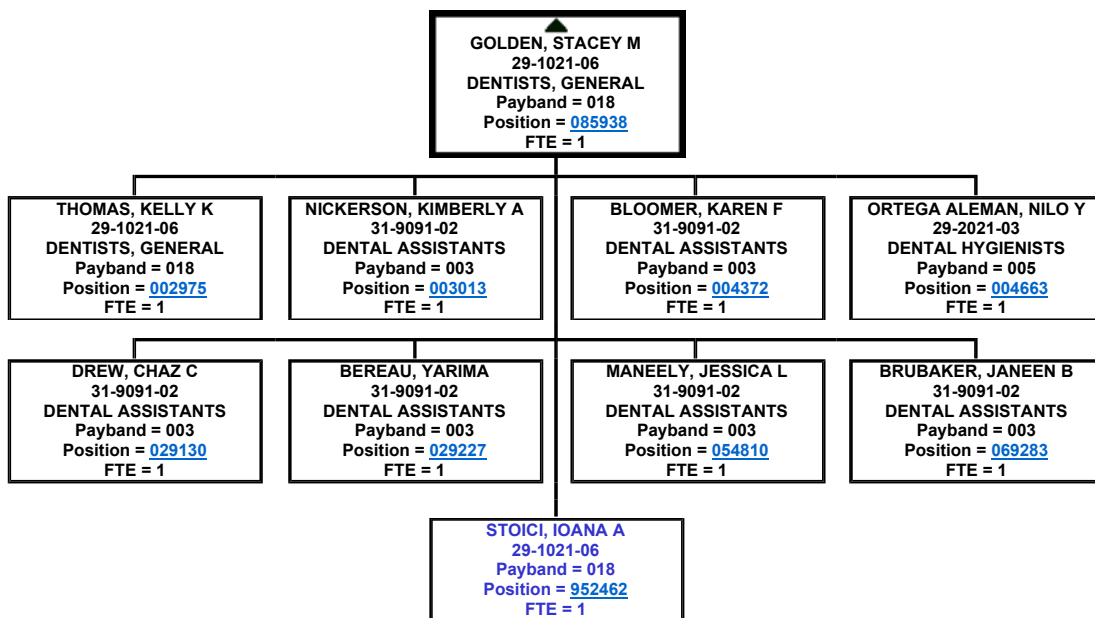 GOLDEN, STACEY M
29-1021-06
DENTISTS, GENERAL
Payband = 018
Position = 085938
FTE = 1
THOMAS, KELLY K
29-1021-06
DENTISTS, GENERAL
Payband = 018
Position = 002975
FTE = 1
NICKERSON, KIMBERLY A
31-9091-02
DENTAL ASSISTANTS
Payband = 003
Position = 003013
FTE = 1
BLOOMER, KAREN F
31-9091-02
DENTAL ASSISTANTS
Payband = 003
Position = 004372
FTE = 1
ORTEGA ALEMAN, NILO Y
29-2021-03
DENTAL HYGIENISTS
Payband = 005
Position = 004663
FTE = 1
DREW, CHAZ C
31-9091-02
DENTAL ASSISTANTS
Payband = 003
Position = 029130
FTE = 1
BEREAU, YARIMA
31-9091-02
DENTAL ASSISTANTS
Payband = 003
Position = 029227
FTE = 1
MANEELY, JESSICA L
31-9091-02
DENTAL ASSISTANTS
Payband = 003
Position = 054810
FTE = 1
BRUBAKER, JANEEN B
31-9091-02
DENTAL ASSISTANTS
Payband = 003
Position = 069283
FTE = 1
STOICI, IOANA A
29-1021-06
Payband = 018
Position = 952462
FTE = 1